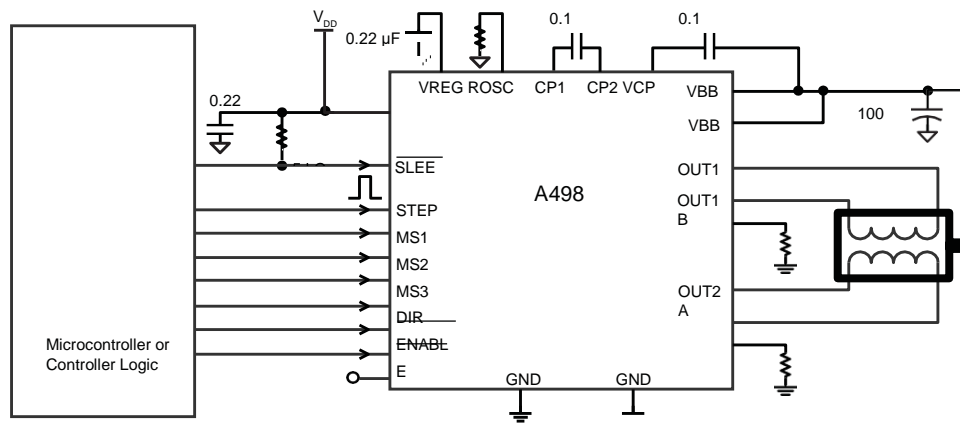 V_DD
0.1
0.1
0.22 µF
VREG ROSC
CP1
CP2 VCP
VBB
0.22
100
VBB
SLEE
OUT1
A498
STEP
OUT1
B
MS1
MS2
MS3
OUT2
A
DIR
ENABL
E
Microcontroller or
Controller Logic
GND
GND